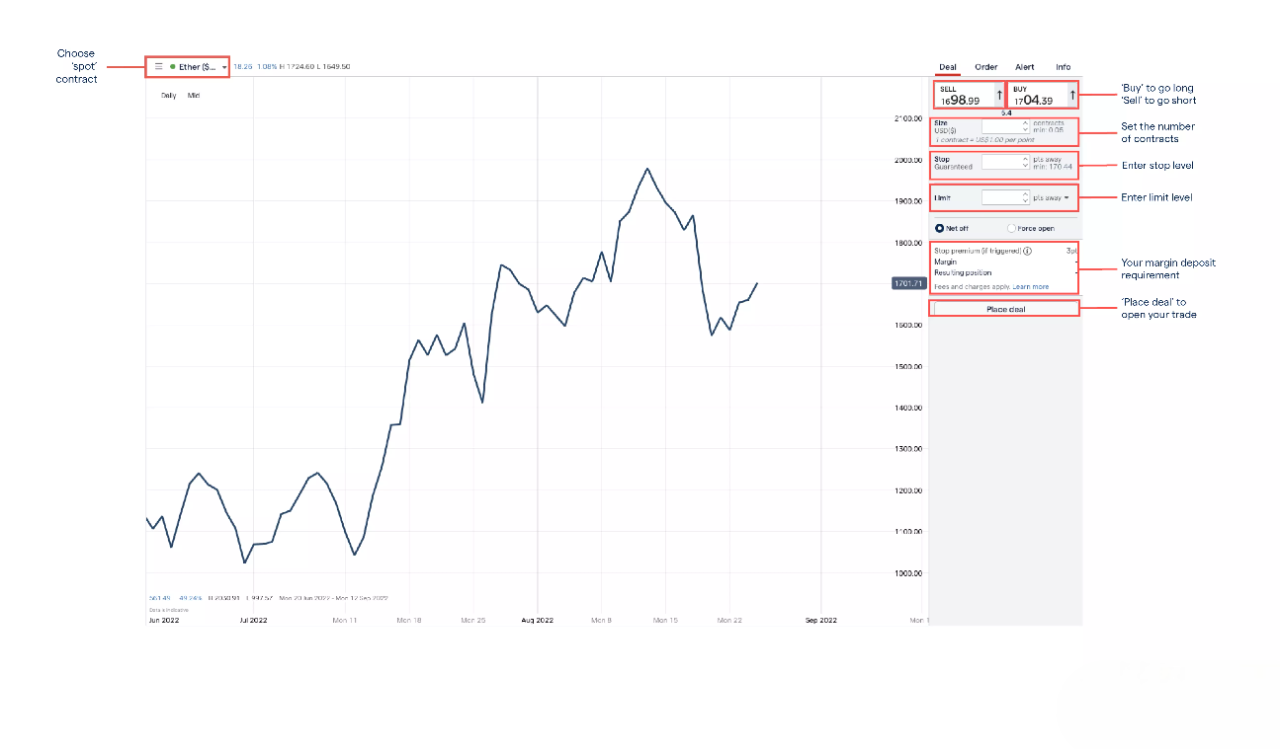 Choose
'spot'
contract
Ether ($...
18.26 1.08% H 1724.60 L 1649.50
Daily Mid
Deal Order Alert Info
SELL
1698.99
BUY
1704.39
5.4
Size
USD($)
contracts
min: 0.05
1 contract = US$1.00 per point
Stop
Guaranteed
pts away
min: 170.44
Limit
pts away
Net off
Force open
Stop premium (if triggered)
Margin
Resulting position
Fees and charges apply. Learn more
Place deal
'Buy' to go long
'Sell' to go short
Set the number
of contracts
Enter stop level
Enter limit level
Your margin deposit
requirement
'Place deal' to
open your trade
2100.00
2000.00
1900.00
1800.00
1701.71
1600.00
1500.00
1400.00
1300.00
1200.00
1100.00
1000.00
561.49 49.24% H 2030.91 L 997.57 Mon 20 Jun 2022 - Mon 12 Sep 2022
Data is indicative
Jun 2022
Jul 2022
Mon 11
Mon 18
Mon 25
Aug 2022
Mon 8
Mon 15
Mon 22
Sep 2022
Mon 1